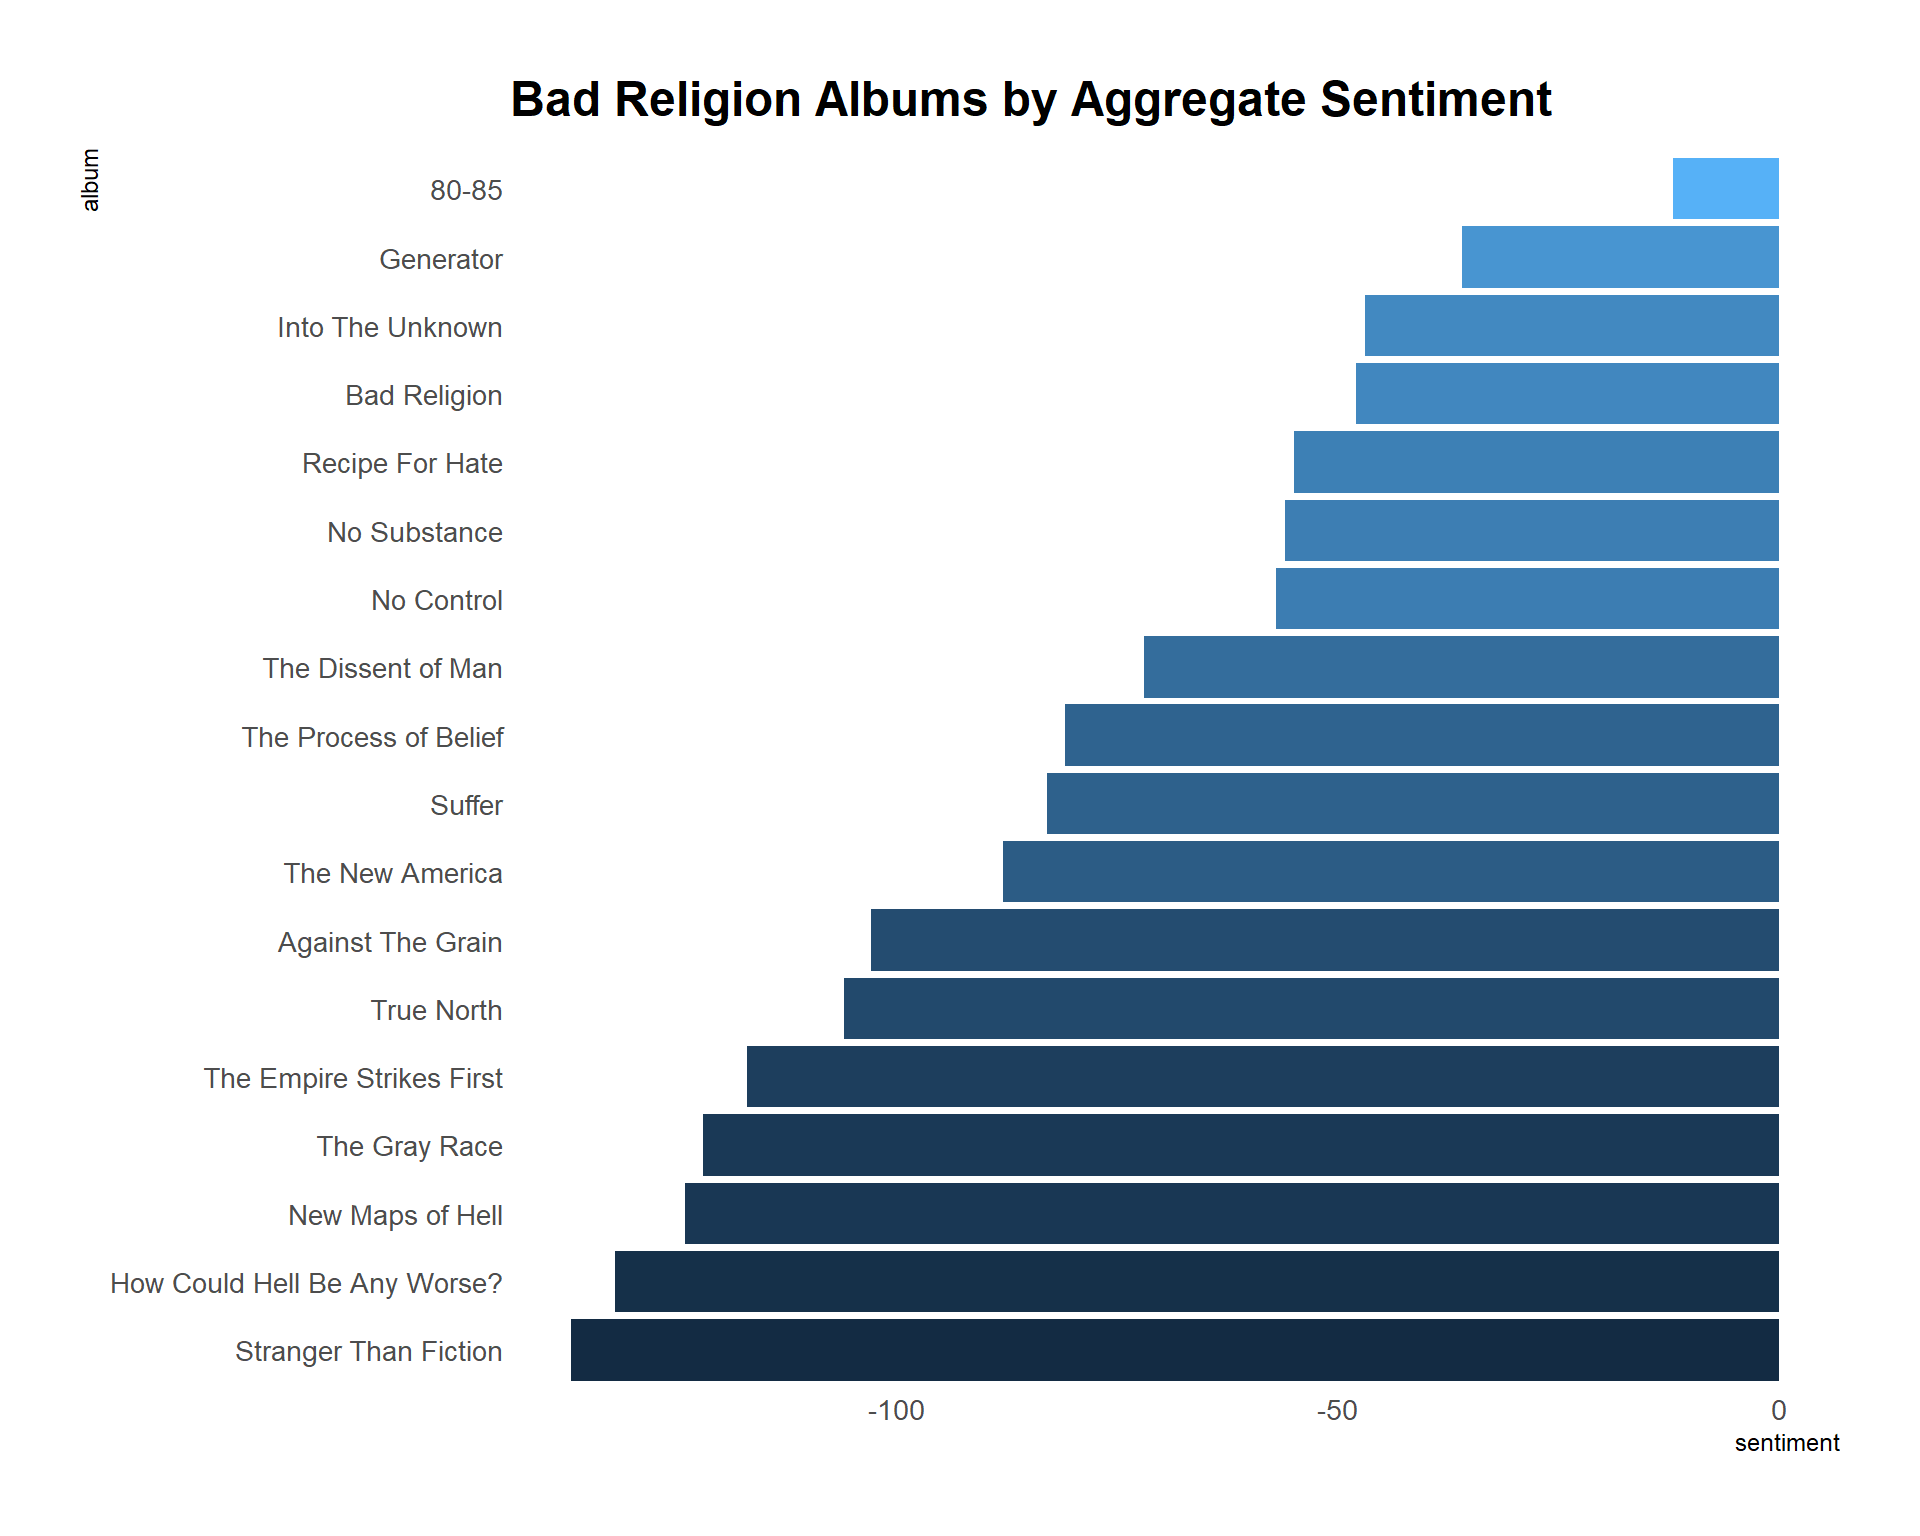 Bad Religion Albums by Aggregate Sentiment
album
80-85
Generator
Into The Unknown
Bad Religion
Recipe For Hate
No Substance
No Control
The Dissent of Man
The Process of Belief
Suffer
The New America
Against The Grain
True North
The Empire Strikes First
The Gray Race
New Maps of Hell
How Could Hell Be Any Worse?
Stranger Than Fiction
-100 -50 0
sentiment